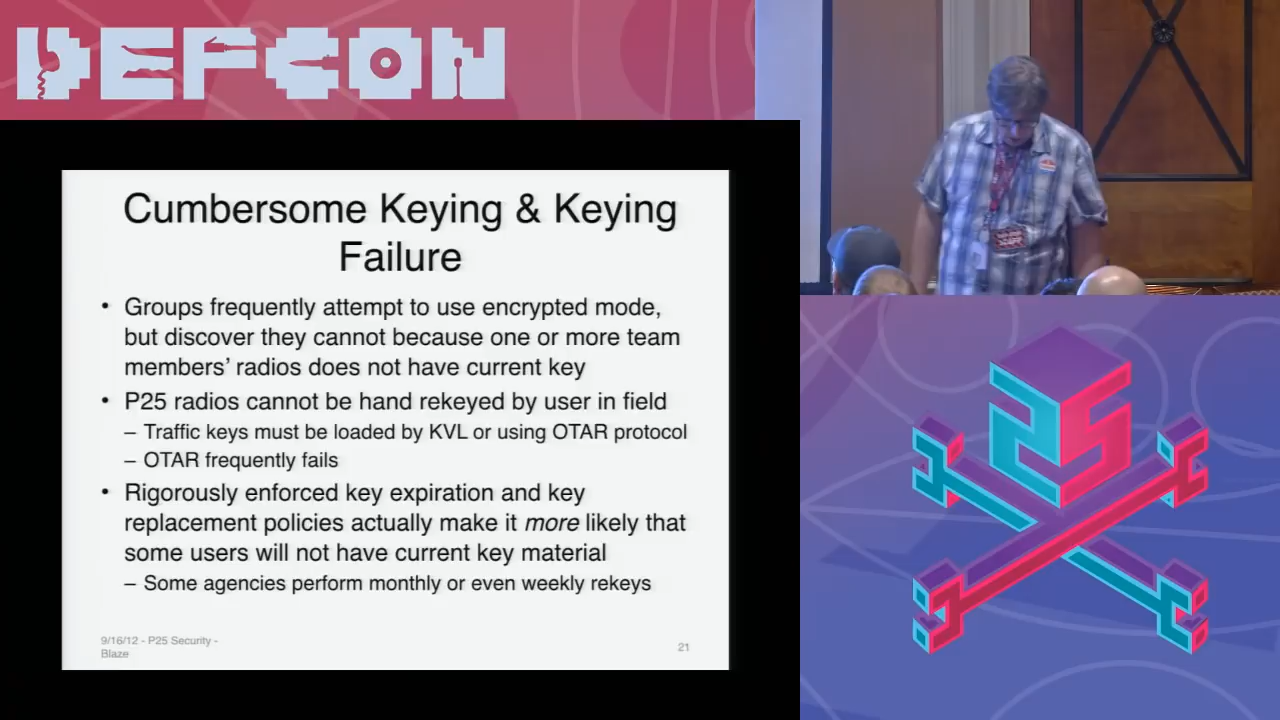 DEFCON
Cumbersome Keying & Keying
Failure
• Groups frequently attempt to use encrypted mode,
but discover they cannot because one or more team
members' radios does not have current key
• P25 radios cannot be hand rekeyed by user in field
– Traffic keys must be loaded by KVL or using OTAR protocol
– OTAR frequently fails
• Rigorously enforced key expiration and key
replacement policies actually make it more likely that
some users will not have current key material
– Some agencies perform monthly or even weekly rekeys
9/16/12 - P25 Security -
Blaze
21
25